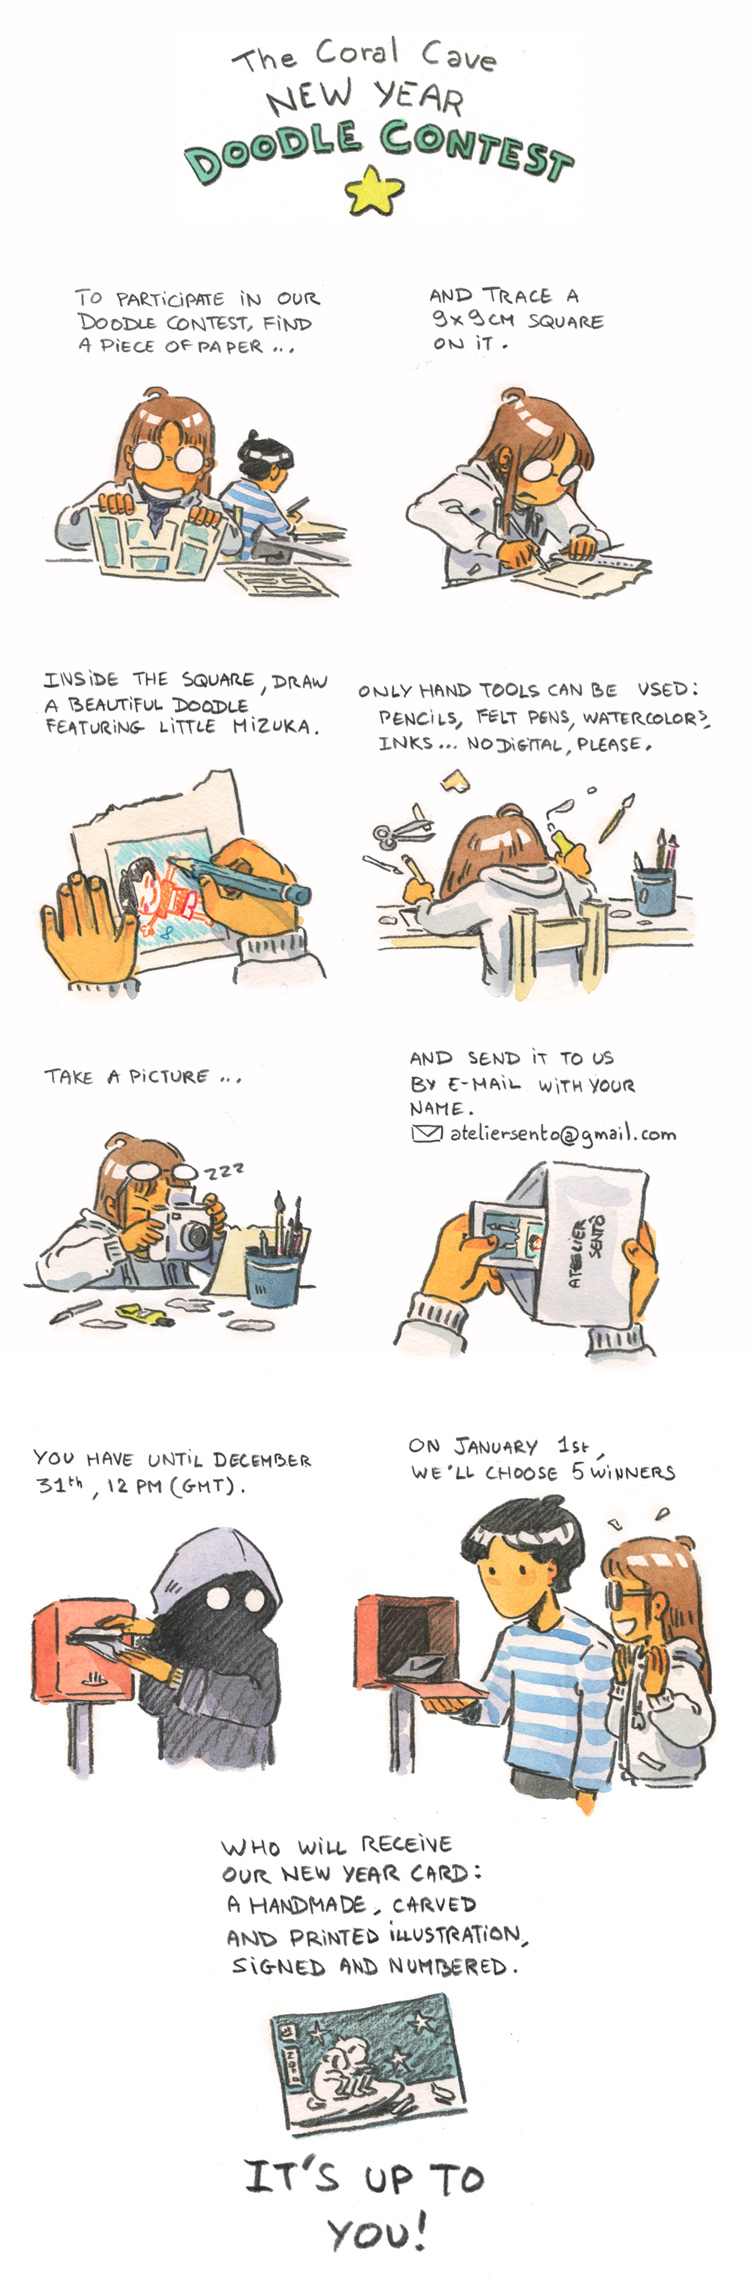 The Coral Cave
NEW YEAR
DOODLE CONTEST
TO PARTICIPATE IN OUR
DOODLE CONTEST, FIND
A PIECE OF PAPER ...
AND TRACE A
9x9CM SQUARE
ON IT.
INSIDE THE SQUARE, DRAW
A BEAUTIFUL DOODLE
FEATURING LITTLE MIZUKA.
ONLY HAND TOOLS CAN BE USED:
PENCILS, FELT PENS, WATERCOLORS,
INKS... NO DIGITAL, PLEASE.
TAKE A PICTURE ...
zzz
AND SEND IT TO US
BY E-MAIL WITH YOUR
NAME.
ateliersento@gmail.com
ATELIER
SENTÔ
YOU HAVE UNTIL DECEMBER
31th, 12 PM (GMT).
ON JANUARY 1st,
WE'LL CHOOSE 5 WINNERS
WHO WILL RECEIVE
OUR NEW YEAR CARD:
A HANDMADE, CARVED
AND PRINTED ILLUSTRATION,
SIGNED AND NUMBERED.
IT'S UP TO
YOU!